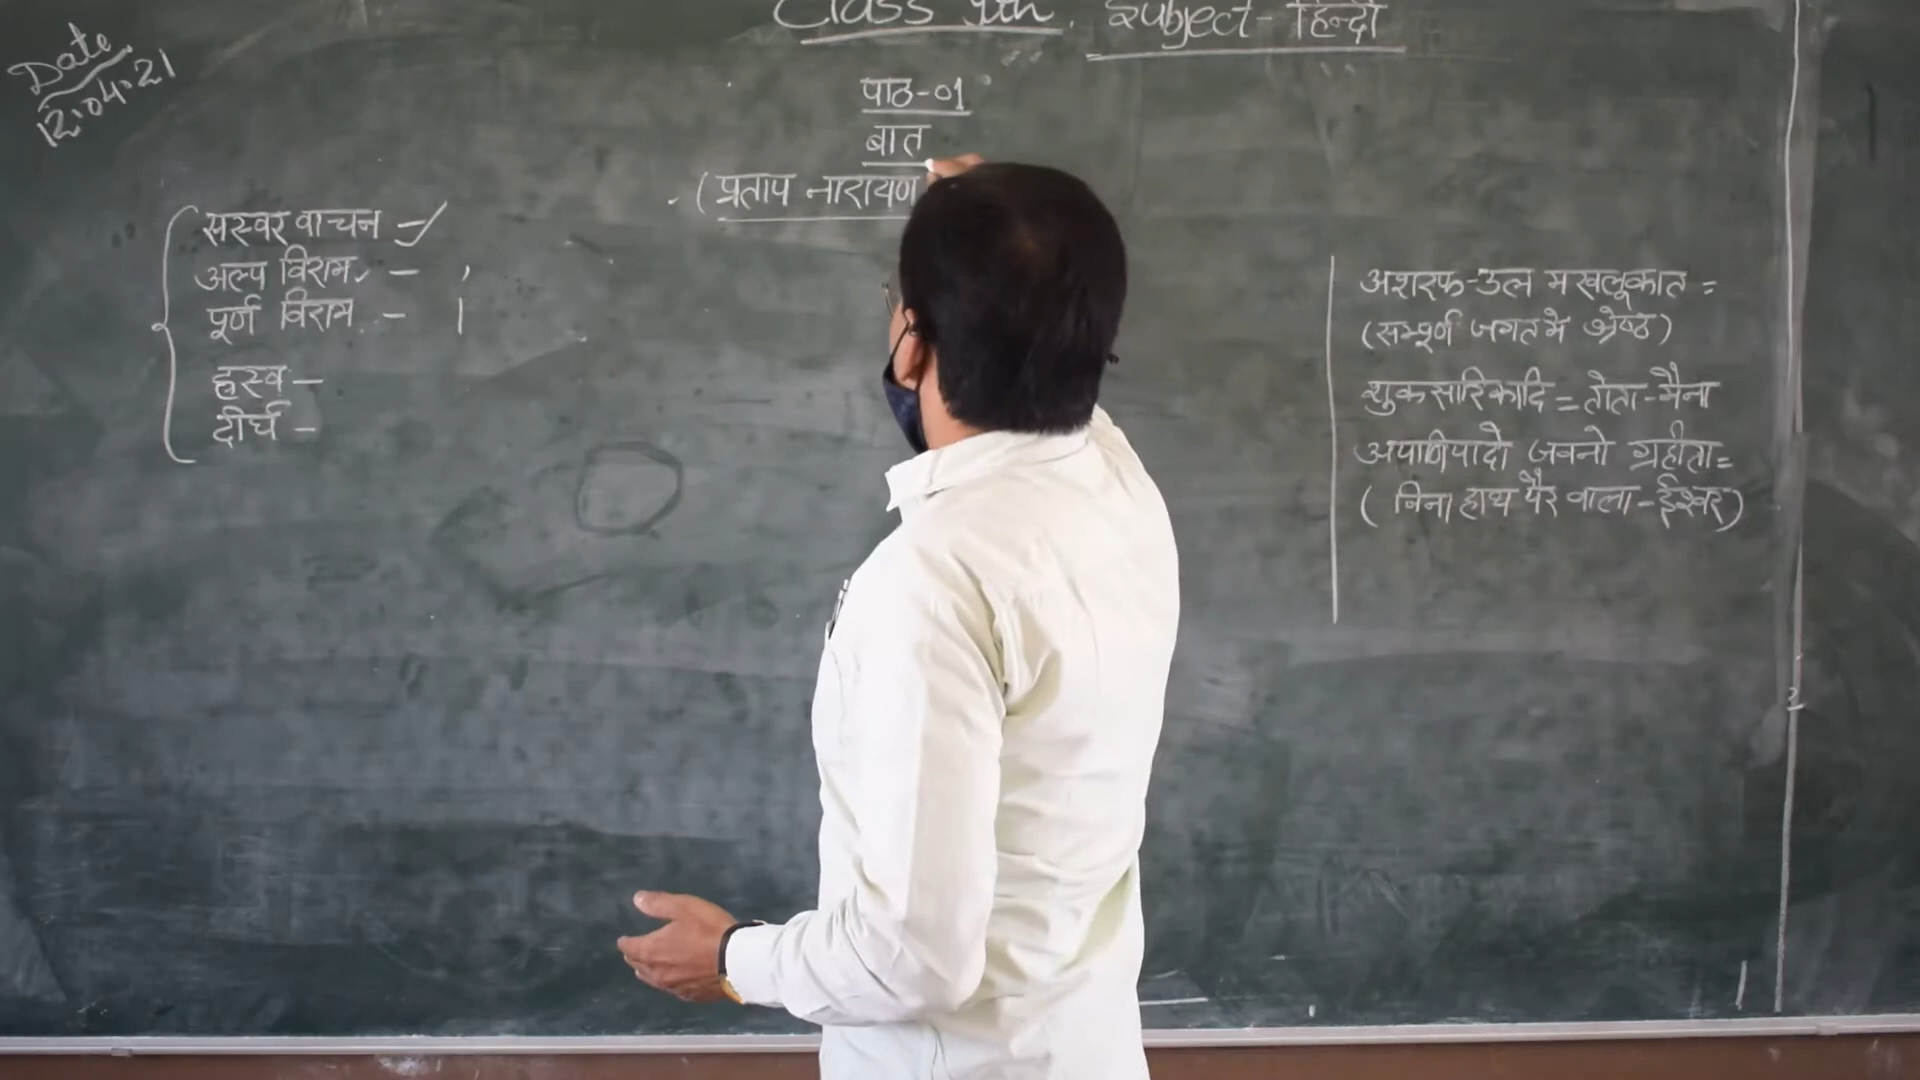 Class 9th. Subject- हिन्दी
Date
12.04.21
पाठ-01
बात
(प्रताप नारायण
सस्वर वाचन -
अल्प विराम - ,
पूर्ण विराम - ।
ह्रस्व -
दीर्घ -
अशरफ-उल मखलूकात =
(सम्पूर्ण जगत में श्रेष्ठ)
शुकसारिकादि = तोता-मैना
अपाणिपादो जवनो ग्रहीता =
( बिना हाथ पैर वाला - ईश्वर)